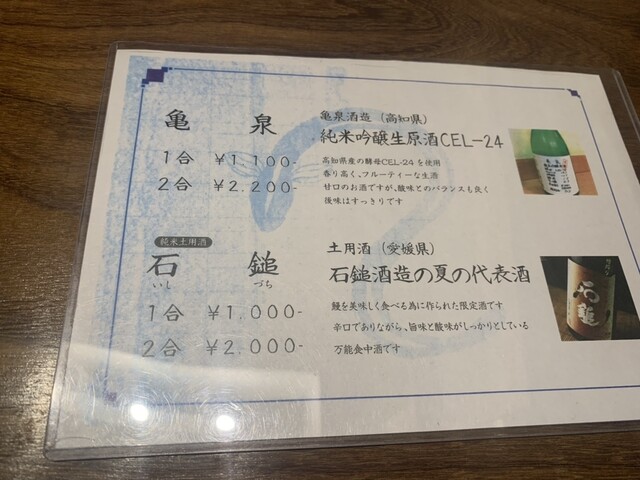 亀泉
1合 ¥1,100-
2合 ¥2,200-
亀泉酒造（高知県）
純米吟醸生原酒CEL-24
高知県産の酵母CEL-24を使用
香り高く、フルーティーな生酒
甘口のお酒ですが、酸味とのバランスも良く
後味はすっきりです
純米土用酒
石鎚
いし づち
1合 ¥1,000-
2合 ¥2,000-
土用酒（愛媛県）
石鎚酒造の夏の代表酒
鰻を美味しく食べる為に作られた限定酒です
辛口でありながら、旨味と酸味がしっかりとしている
万能食中酒です
石鎚